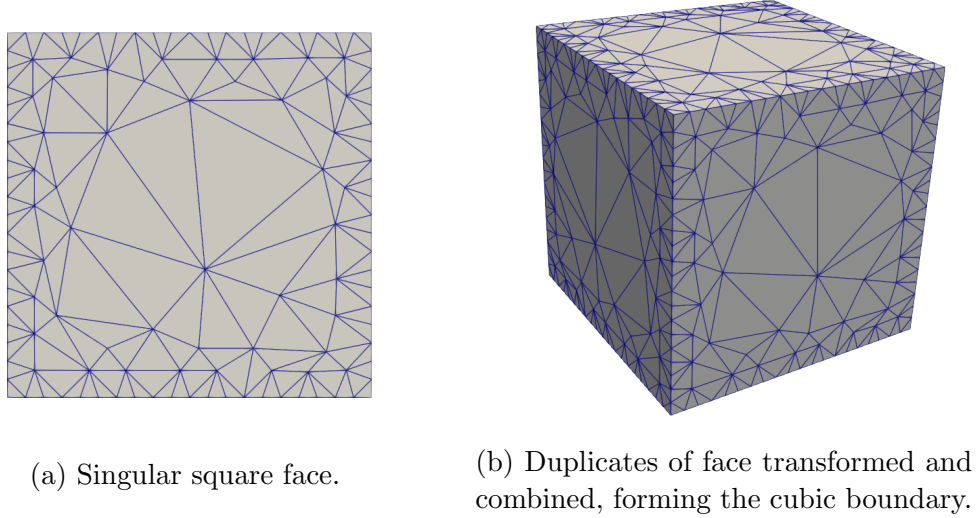 (a) Singular square face.
(b) Duplicates of face transformed and
combined, forming the cubic boundary.